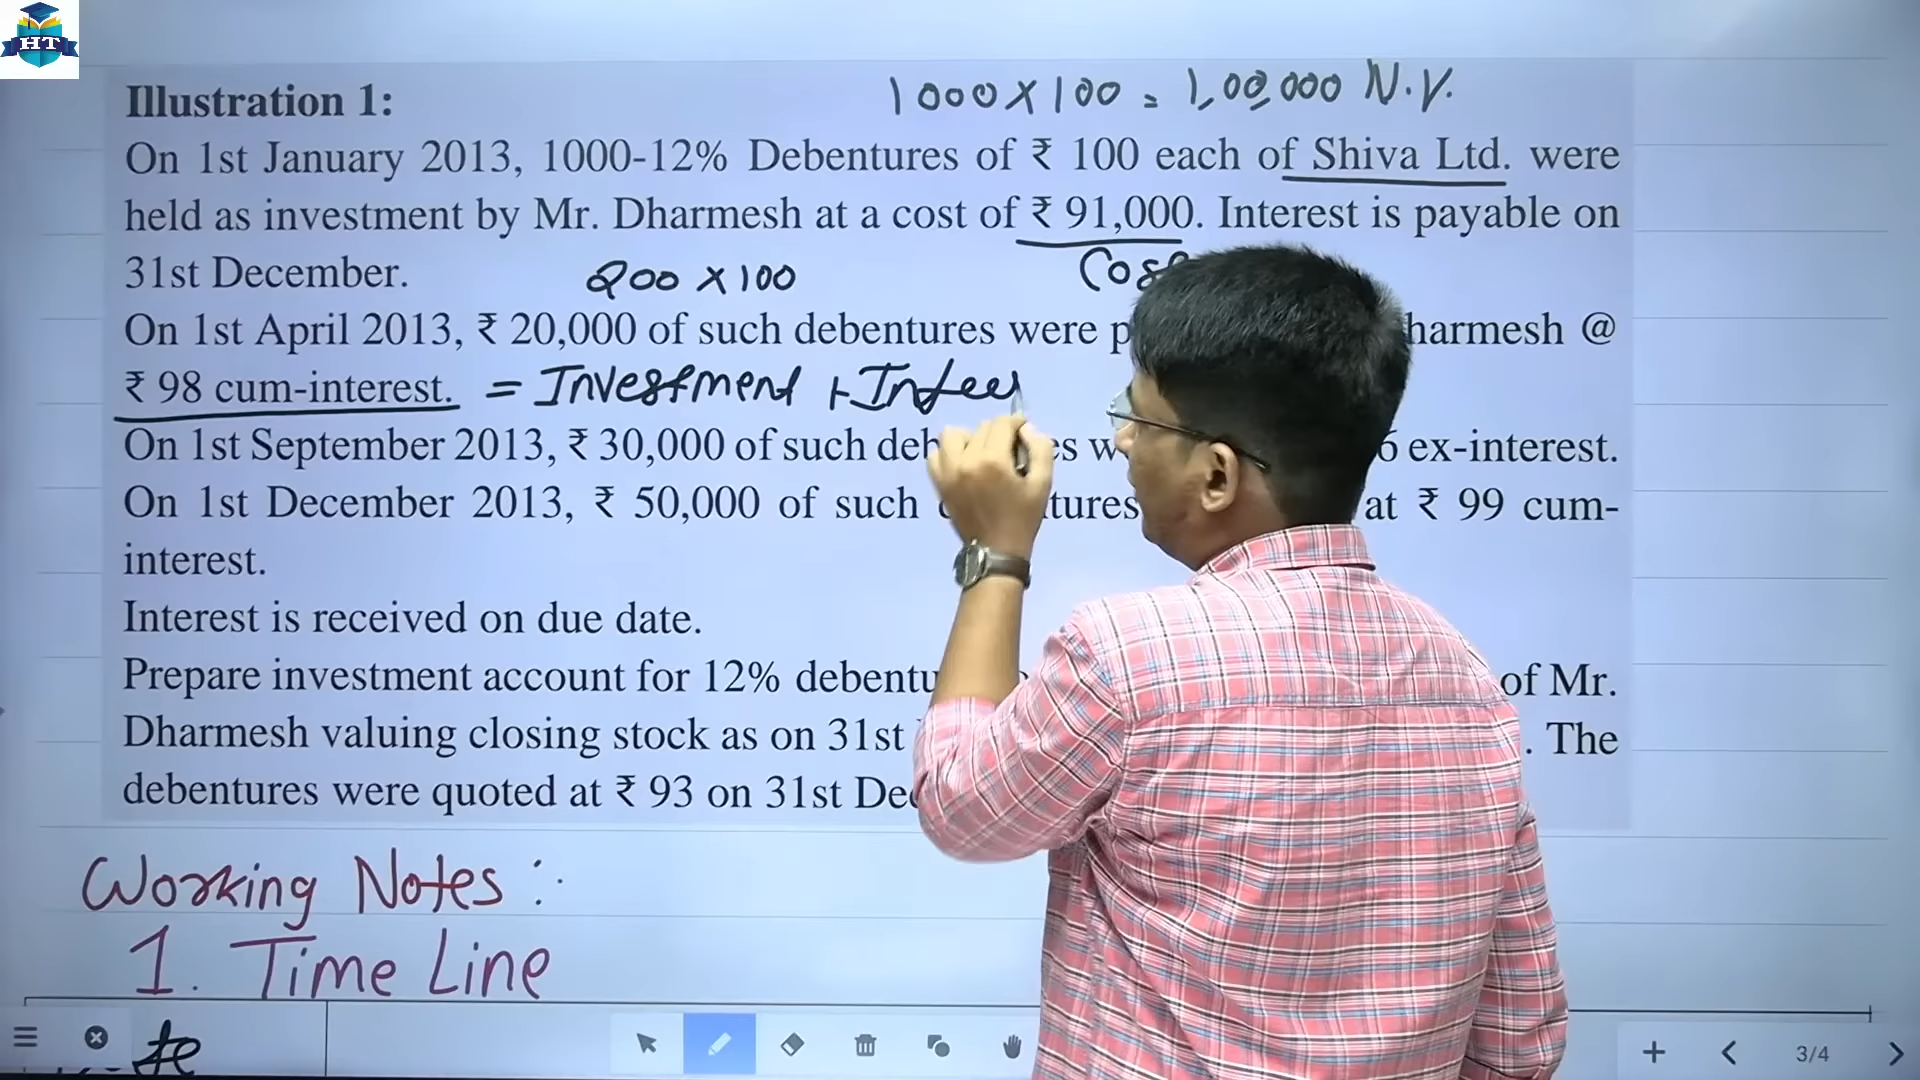 HT
1000 X 100 = 1,00,000 N.V.
Illustration 1:
On 1st January 2013, 1000-12% Debentures of ₹ 100 each of Shiva Ltd. were
held as investment by Mr. Dharmesh at a cost of ₹ 91,000. Interest is payable on
31st December. 200 X 100
On 1st April 2013, ₹ 20,000 of such debentures were @
₹ 98 cum-interest. = Investment +
On 1st September 2013, ₹ 30,000 of such ex-interest.
On 1st December 2013, ₹ 50,000 of such at ₹ 99 cum-
interest.
Interest is received on due date.
Prepare investment account for 12% of Mr.
Dharmesh valuing closing stock as on 31st . The
debentures were quoted at ₹ 93 on 31st
Working Notes :
1. Time Line
3/4